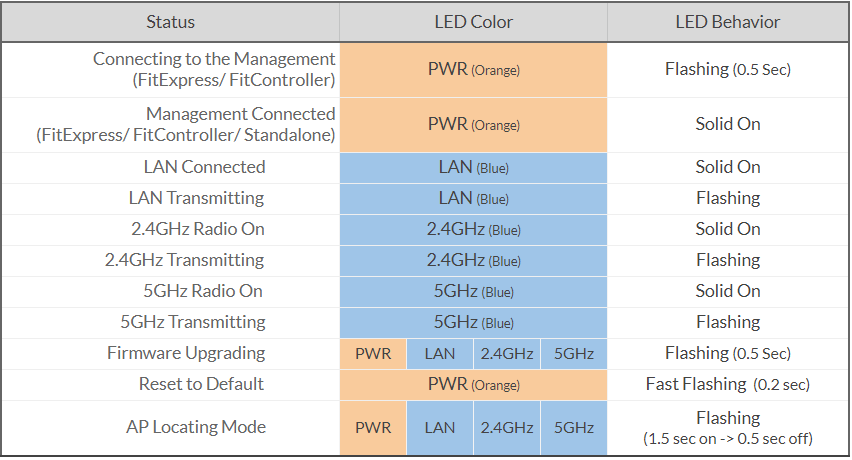 Status LED Color LED Behavior
Connecting to the Management
(FitExpress/ FitController) PWR (Orange) Flashing (0.5 Sec)
Management Connected
(FitExpress/ FitController/ Standalone) PWR (Orange) Solid On
LAN Connected LAN (Blue) Solid On
LAN Transmitting LAN (Blue) Flashing
2.4GHz Radio On 2.4GHz (Blue) Solid On
2.4GHz Transmitting 2.4GHz (Blue) Flashing
5GHz Radio On 5GHz (Blue) Solid On
5GHz Transmitting 5GHz (Blue) Flashing
Firmware Upgrading PWR LAN 2.4GHz 5GHz Flashing (0.5 Sec)
Reset to Default PWR (Orange) Fast Flashing (0.2 sec)
AP Locating Mode PWR LAN 2.4GHz 5GHz Flashing
(1.5 sec on -> 0.5 sec off)